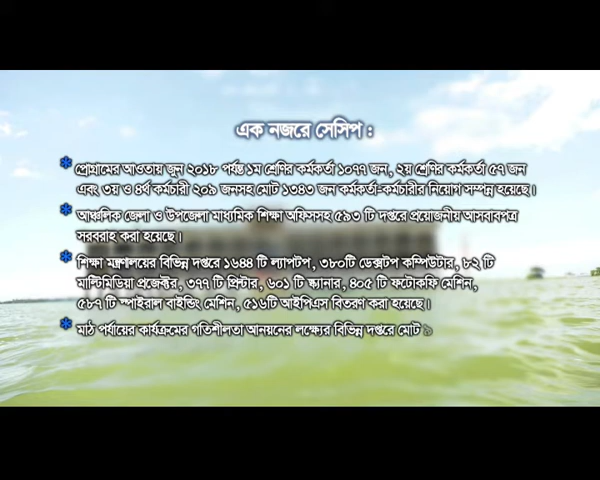 এক নজরে সেসিপ :
* প্রোগ্রামের আওতায় জুন ২০১৮ পর্যন্ত ১ম শ্রেণির কর্মকর্তা ১০৭৭ জন, ২য় শ্রেণির কর্মকর্তা ৫৭ জন
এবং ৩য় ও ৪র্থ কর্মচারী ২০৯ জনসহ মোট ১৩৪৩ জন কর্মকর্তা-কর্মচারীর নিয়োগ সম্পন্ন হয়েছে।
* আঞ্চলিক জেলা ও উপজেলা মাধ্যমিক শিক্ষা অফিসসহ ৫৯৩ টি দপ্তরে প্রয়োজনীয় আসবাবপত্র
সরবরাহ করা হয়েছে।
* শিক্ষা মন্ত্রণালয়ের বিভিন্ন দপ্তরে ১৬৪৪ টি ল্যাপটপ, ৩৮০টি ডেক্সটপ কম্পিউটার, ৮২ টি
মাল্টিমিডিয়া প্রজেক্টর, ৩৭৭ টি প্রিন্টার, ৬০১ টি স্ক্যানার, ৪০৫ টি ফটোকফি মেশিন,
৫৮৭ টি স্পাইরাল বাইন্ডিং মেশিন, ৫১৬টি আইপিএস বিতরণ করা হয়েছে।
* মাঠ পর্যায়ের কার্যক্রমের গতিশীলতা আনয়নের লক্ষ্যের বিভিন্ন দপ্তরে মোট